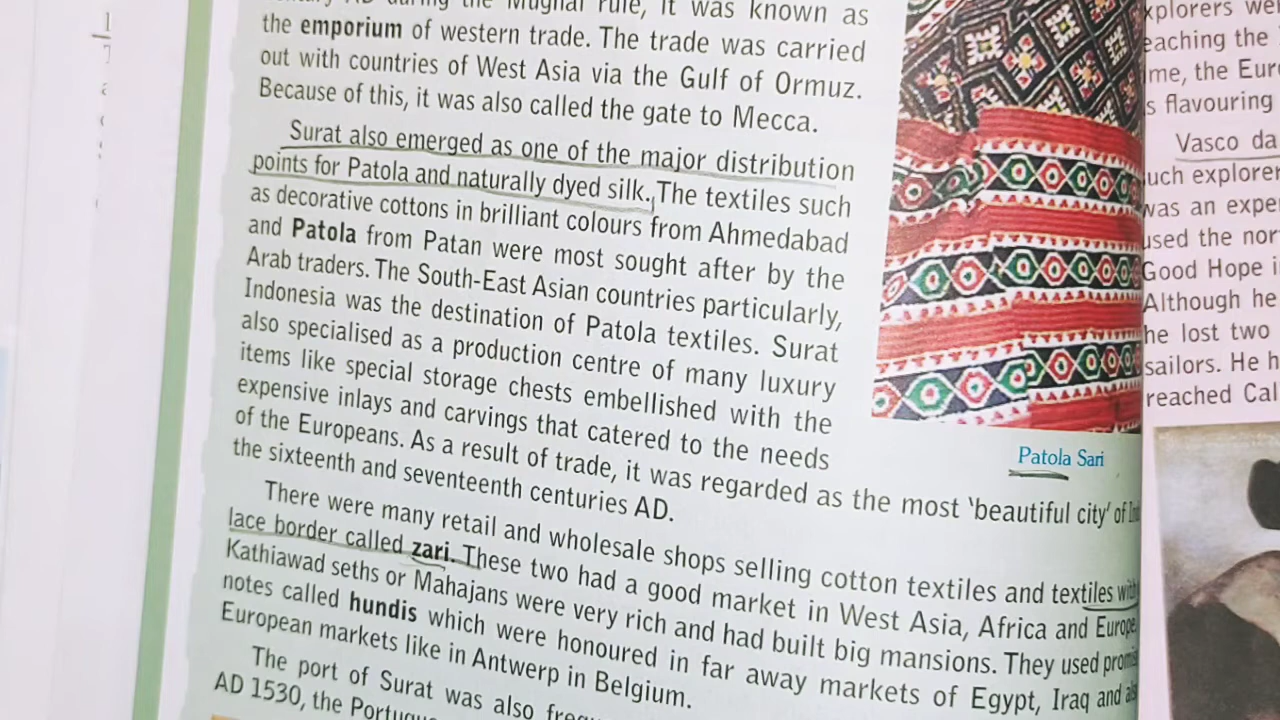 during the Mughal rule, it was known as
the emporium of western trade. The trade was carried
out with countries of West Asia via the Gulf of Ormuz.
Because of this, it was also called the gate to Mecca.
Surat also emerged as one of the major distribution
points for Patola and naturally dyed silk. The textiles such
as decorative cottons in brilliant colours from Ahmedabad
and Patola from Patan were most sought after by the
Arab traders. The South-East Asian countries particularly,
Indonesia was the destination of Patola textiles. Surat
also specialised as a production centre of many luxury
items like special storage chests embellished with the
expensive inlays and carvings that catered to the needs
of the Europeans. As a result of trade, it was regarded as the most 'beautiful city' of
the sixteenth and seventeenth centuries AD.
There were many retail and wholesale shops selling cotton textiles and textiles with
lace border called zari. These two had a good market in West Asia, Africa and Europe.
Kathiawad seths or Mahajans were very rich and had built big mansions. They used
notes called hundis which were honoured in far away markets of Egypt, Iraq and
European markets like in Antwerp in Belgium.
The port of Surat was also
AD 1530, the
Patola Sari
eaching the
me, the
s flavouring
Vasco da
uch
was an
used the
Good Hope
Although he
he lost two
sailors. He
reached